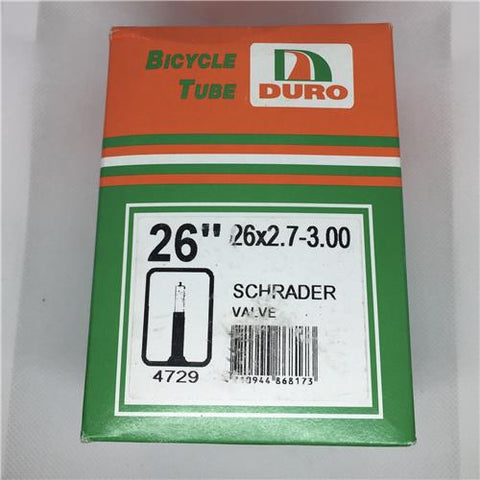 BICYCLE
TUBE
DURO
26" 26x2.7-3.00
SCHRADER
VALVE
4729